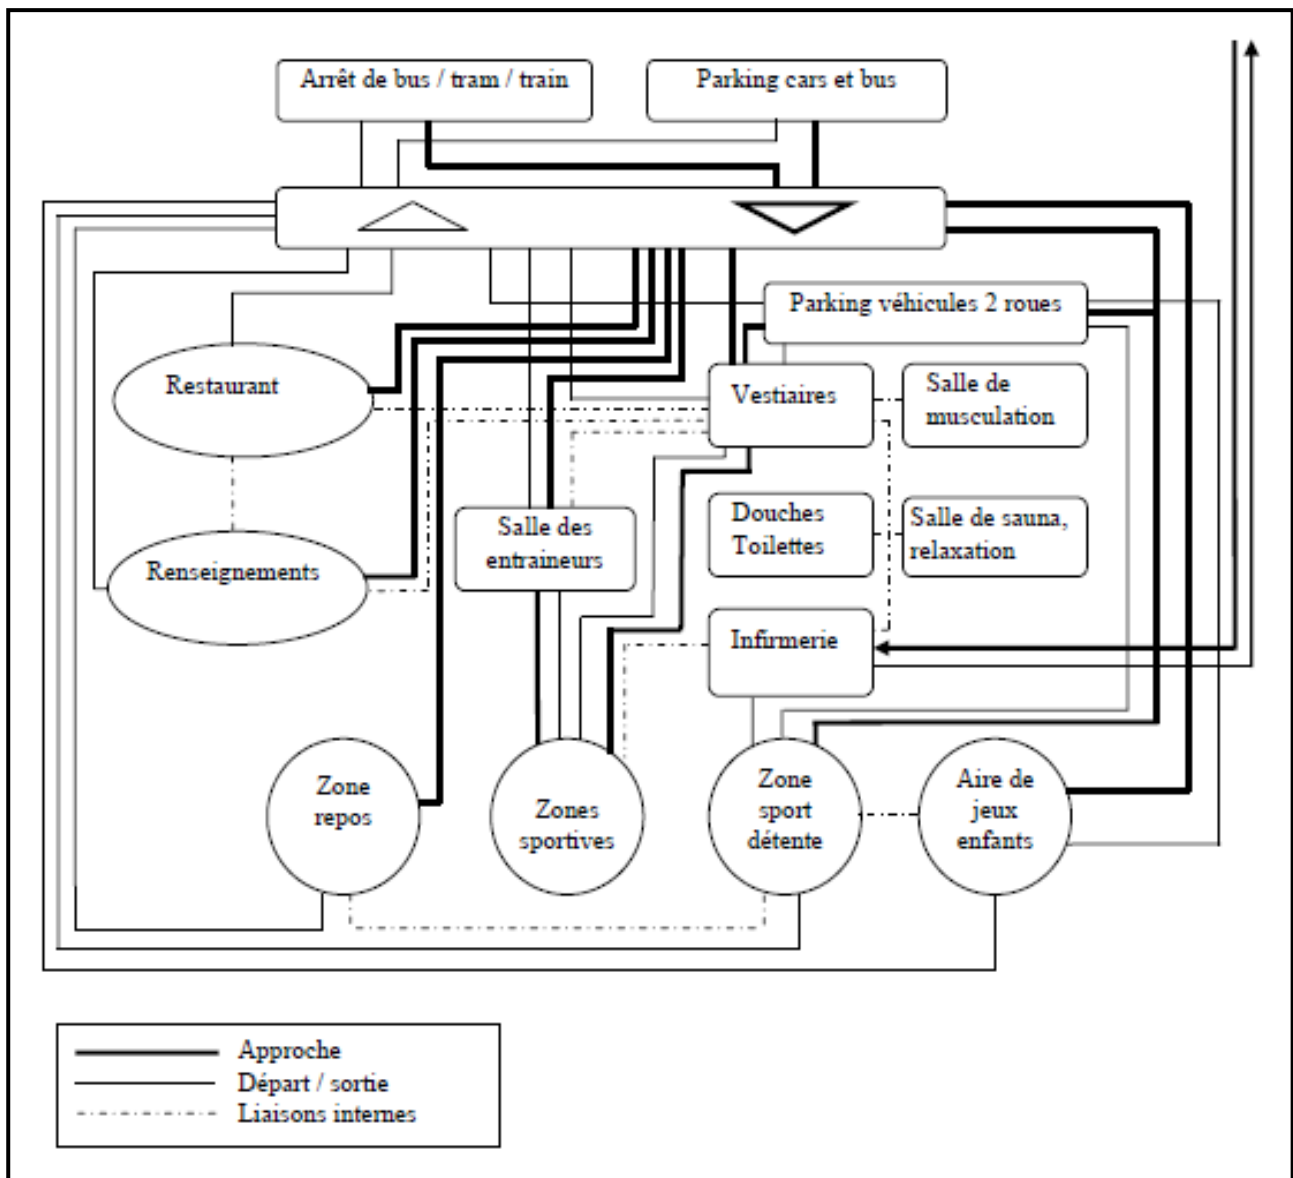 Arrêt de bus / tram / train
Parking cars et bus
Parking véhicules 2 roues
Restaurant
Vestiaires
Salle de
musculation
Salle des
entraineurs
Douches
Toilettes
Salle de sauna,
relaxation
Renseignements
Infirmerie
Zone
repos
Zones
sportives
Zone
sport
détente
Aire de
jeux
enfants
Approche
Départ / sortie
Liaisons internes